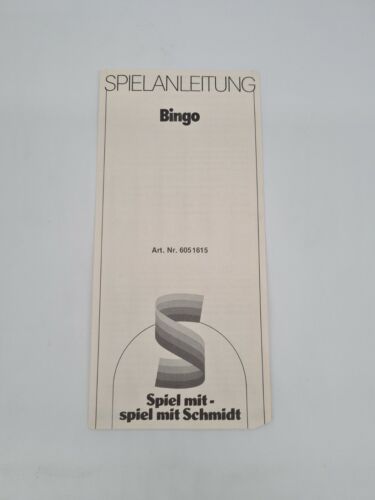 SPIELANLEITUNG
Bingo
Art. Nr. 6051615
Spiel mit -
spiel mit Schmidt